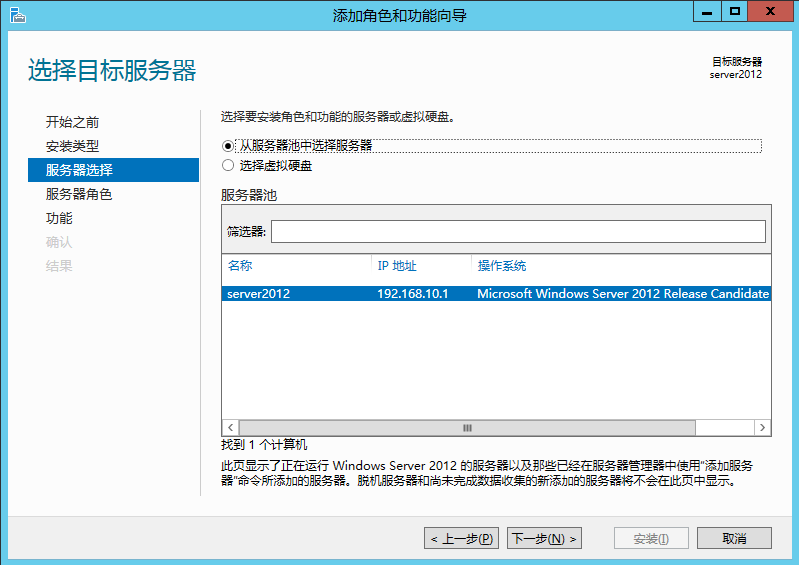 添加角色和功能向导
选择目标服务器
目标服务器
server2012
开始之前
安装类型
服务器选择
服务器角色
功能
确认
结果
选择要安装角色和功能的服务器或虚拟硬盘。
从服务器池中选择服务器
选择虚拟硬盘
服务器池
筛选器:
名称 IP 地址 操作系统
server2012 192.168.10.1 Microsoft Windows Server 2012 Release Candidate
找到 1 个计算机
此页显示了正在运行 Windows Server 2012 的服务器以及那些已经在服务器管理器中使用"添加服务
器"命令所添加的服务器。脱机服务器和尚未完成数据收集的新添加的服务器将不会在此页中显示。
< 上一步(P) 下一步(N) > 安装(I) 取消